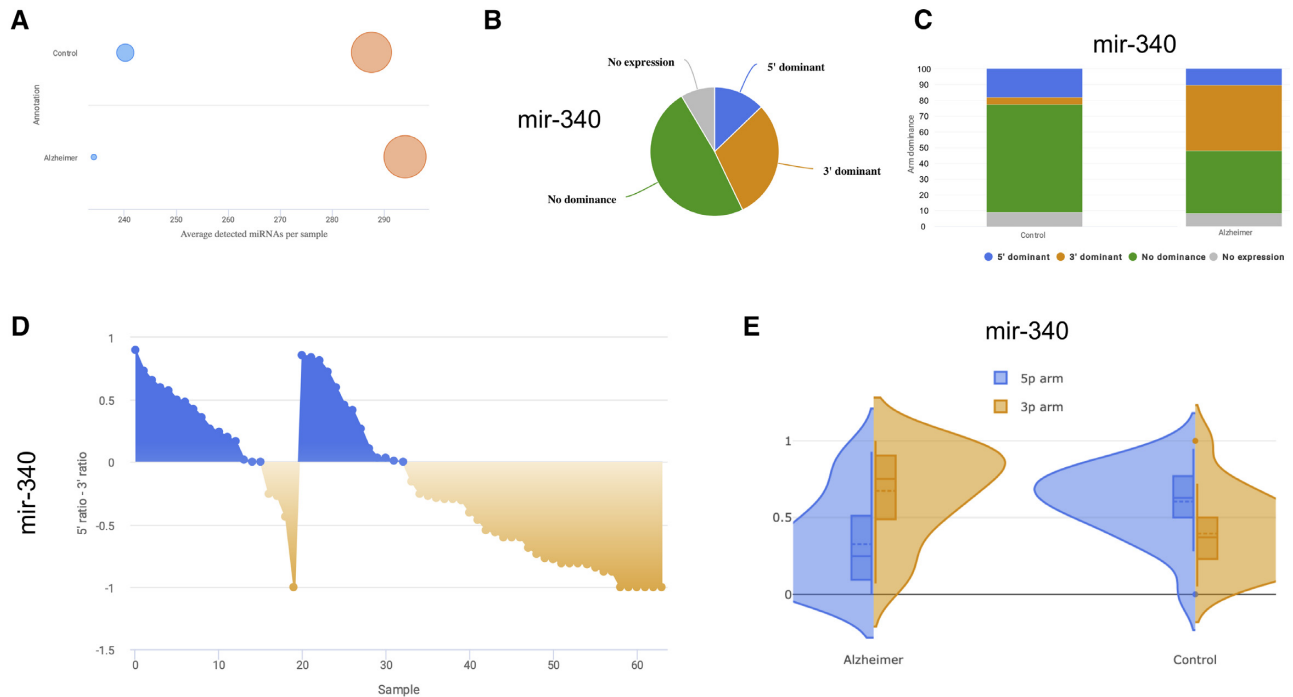 A
Annotation
Control
Alzheimer
240
250
260
270
280
290
Average detected miRNAs per sample
B
mir-340
No expression
5' dominant
3' dominant
No dominance
C
mir-340
Arm dominance
100
90
80
70
60
50
40
30
20
10
0
Control
Alzheimer
5' dominant
3' dominant
No dominance
No expression
D
mir-340
5' ratio - 3' ratio
1
0.5
0
-0.5
-1
-1.5
0
10
20
30
40
50
60
Sample
E
mir-340
5p arm
3p arm
1
0.5
0
Alzheimer
Control